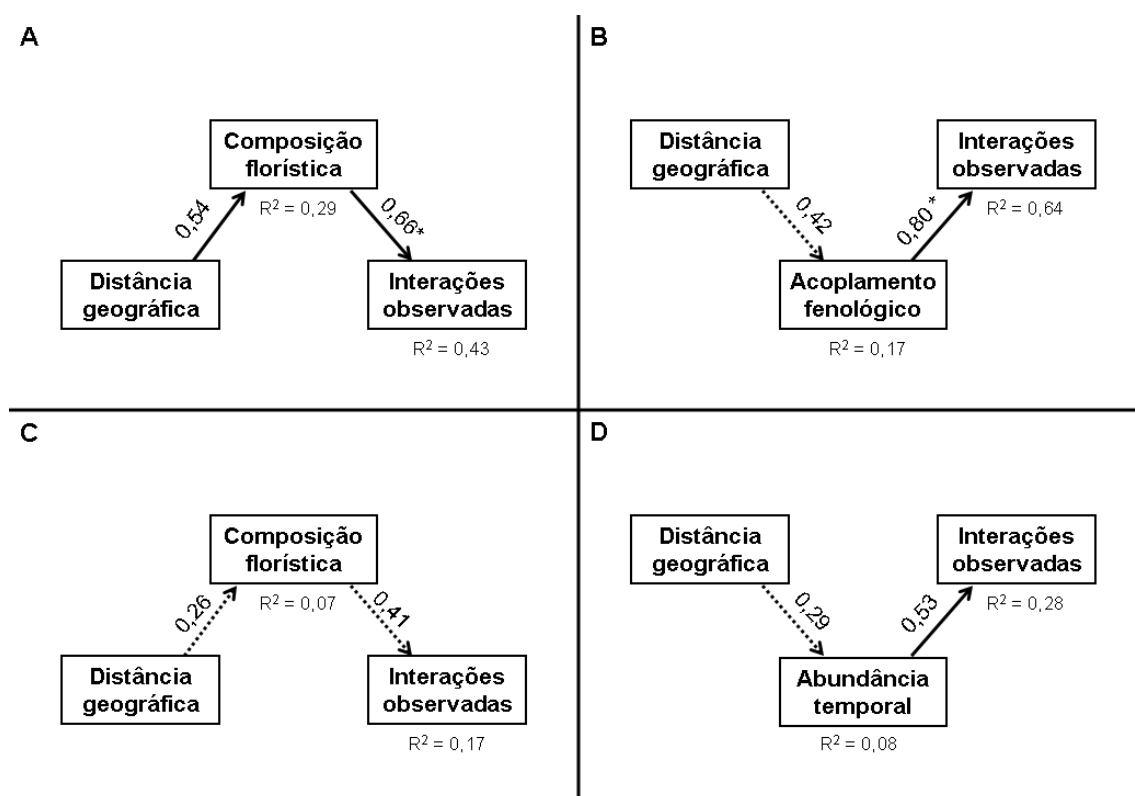 A
Composição
florística
R² = 0,29
0,54
0,66*
Distância
geográfica
Interações
observadas
R² = 0,43
B
Distância
geográfica
Interações
observadas
R² = 0,64
0,42
0,80 *
Acoplamento
fenológico
R² = 0,17
C
Composição
florística
R² = 0,07
0,26
0,41
Distância
geográfica
Interações
observadas
R² = 0,17
D
Distância
geográfica
Interações
observadas
R² = 0,28
0,29
0,53
Abundância
temporal
R² = 0,08